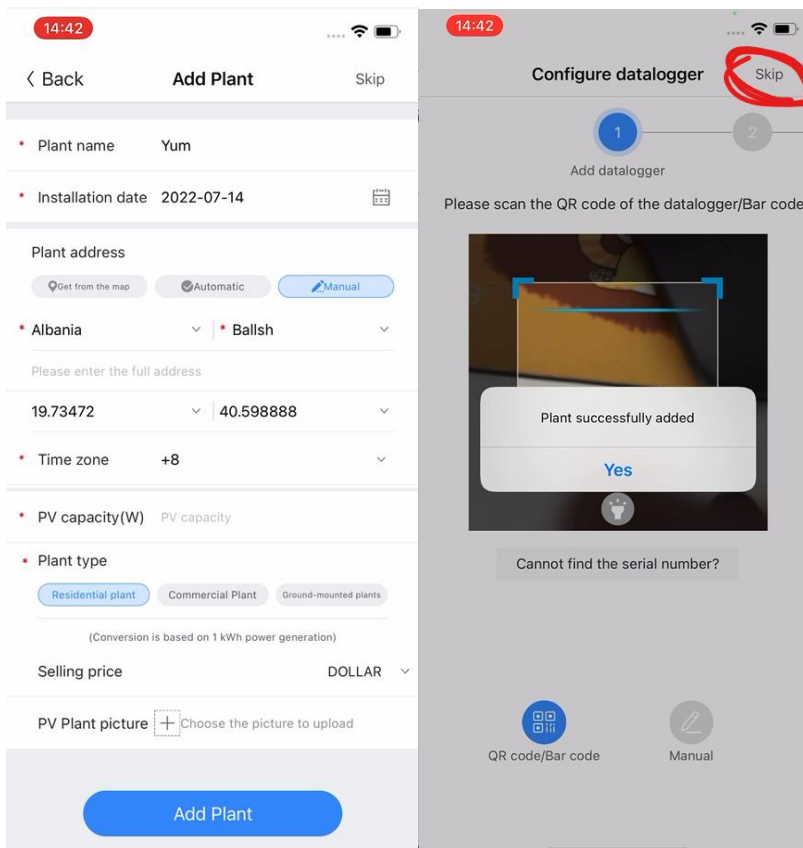 14:42
Back Add Plant Skip
* Plant name Yum
* Installation date 2022-07-14
Plant address
Get from the map Automatic Manual
* Albania * Ballsh
Please enter the full address
19.73472 40.598888
* Time zone +8
* PV capacity(W) PV capacity
* Plant type
Residential plant Commercial Plant Ground-mounted plants
(Conversion is based on 1 kWh power generation)
Selling price DOLLAR
PV Plant picture Choose the picture to upload
Add Plant
14:42
Configure datalogger Skip
1 2
Add datalogger
Please scan the QR code of the datalogger/Bar code
Plant successfully added
Yes
Cannot find the serial number?
QR code/Bar code Manual